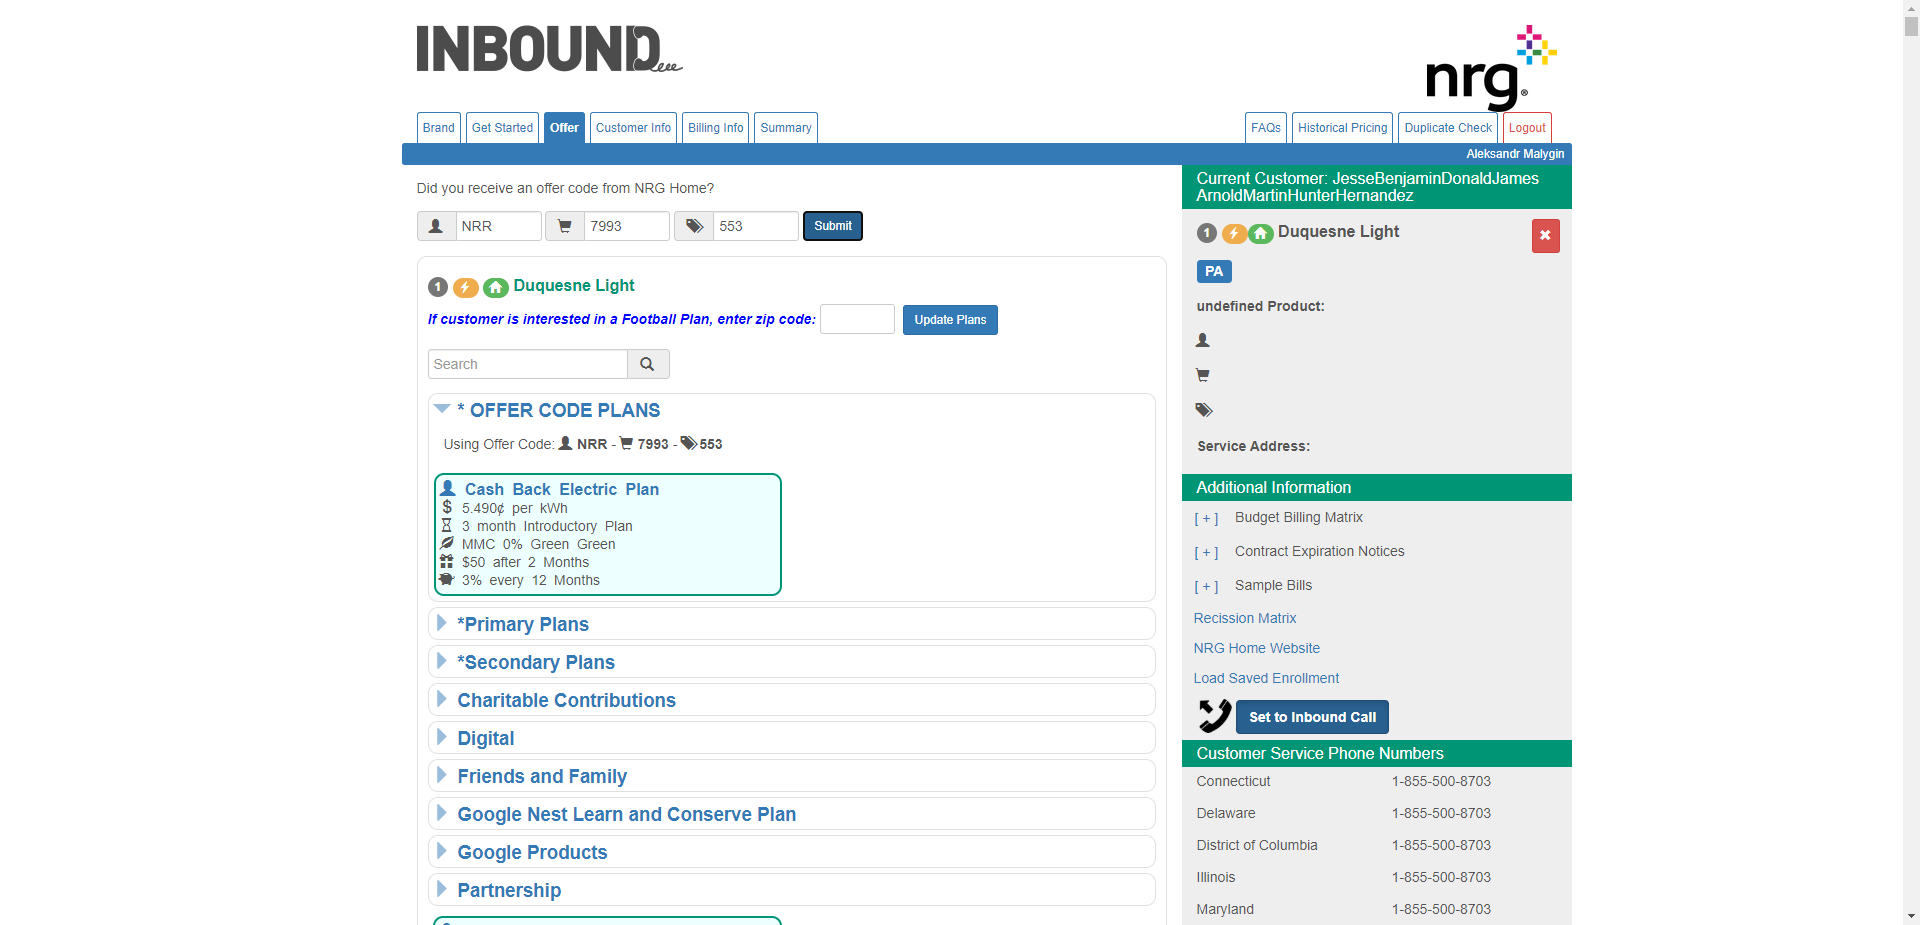 INBOUND
nrg®
Brand
Get Started
Offer
Customer Info
Billing Info
Summary
FAQs
Historical Pricing
Duplicate Check
Logout
Aleksandr Malygin
Did you receive an offer code from NRG Home?
NRR
7993
553
Submit
1 Duquesne Light
If customer is interested in a Football Plan, enter zip code:
Update Plans
Search
* OFFER CODE PLANS
Using Offer Code: NRR - 7993 - 553
Cash Back Electric Plan
$ 5.490¢ per kWh
3 month Introductory Plan
MMC 0% Green Green
$50 after 2 Months
3% every 12 Months
*Primary Plans
*Secondary Plans
Charitable Contributions
Digital
Friends and Family
Google Nest Learn and Conserve Plan
Google Products
Partnership
Current Customer: JesseBenjaminDonaldJames
ArnoldMartinHunterHernandez
1 Duquesne Light
PA
undefined Product:
Service Address:
Additional Information
[ + ] Budget Billing Matrix
[ + ] Contract Expiration Notices
[ + ] Sample Bills
Recission Matrix
NRG Home Website
Load Saved Enrollment
Set to Inbound Call
Customer Service Phone Numbers
Connecticut 1-855-500-8703
Delaware 1-855-500-8703
District of Columbia 1-855-500-8703
Illinois 1-855-500-8703
Maryland 1-855-500-8703